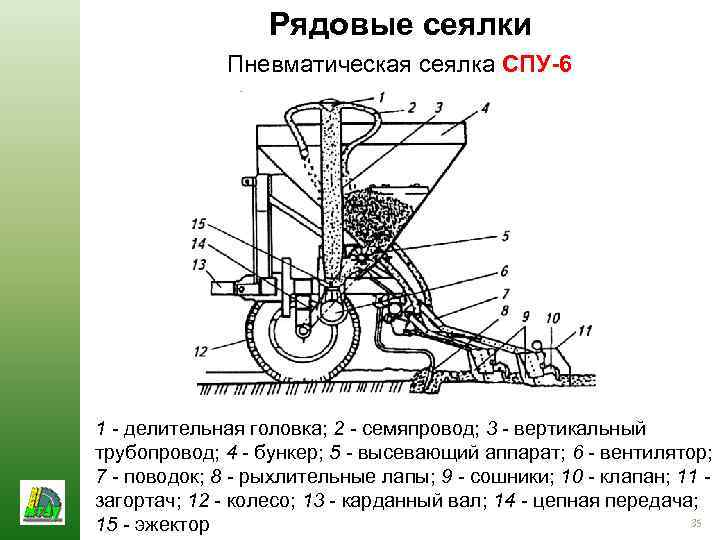 Рядовые сеялки
Пневматическая сеялка СПУ-6
1
2
3
4
15
14
13
5
6
7
8
9
10
11
12
1 - делительная головка; 2 - семяпровод; 3 - вертикальный
трубопровод; 4 - бункер; 5 - высевающий аппарат; 6 - вентилятор;
7 - поводок; 8 - рыхлительные лапы; 9 - сошники; 10 - клапан; 11 -
загортач; 12 - колесо; 13 - карданный вал; 14 - цепная передача;
15 - эжектор
35